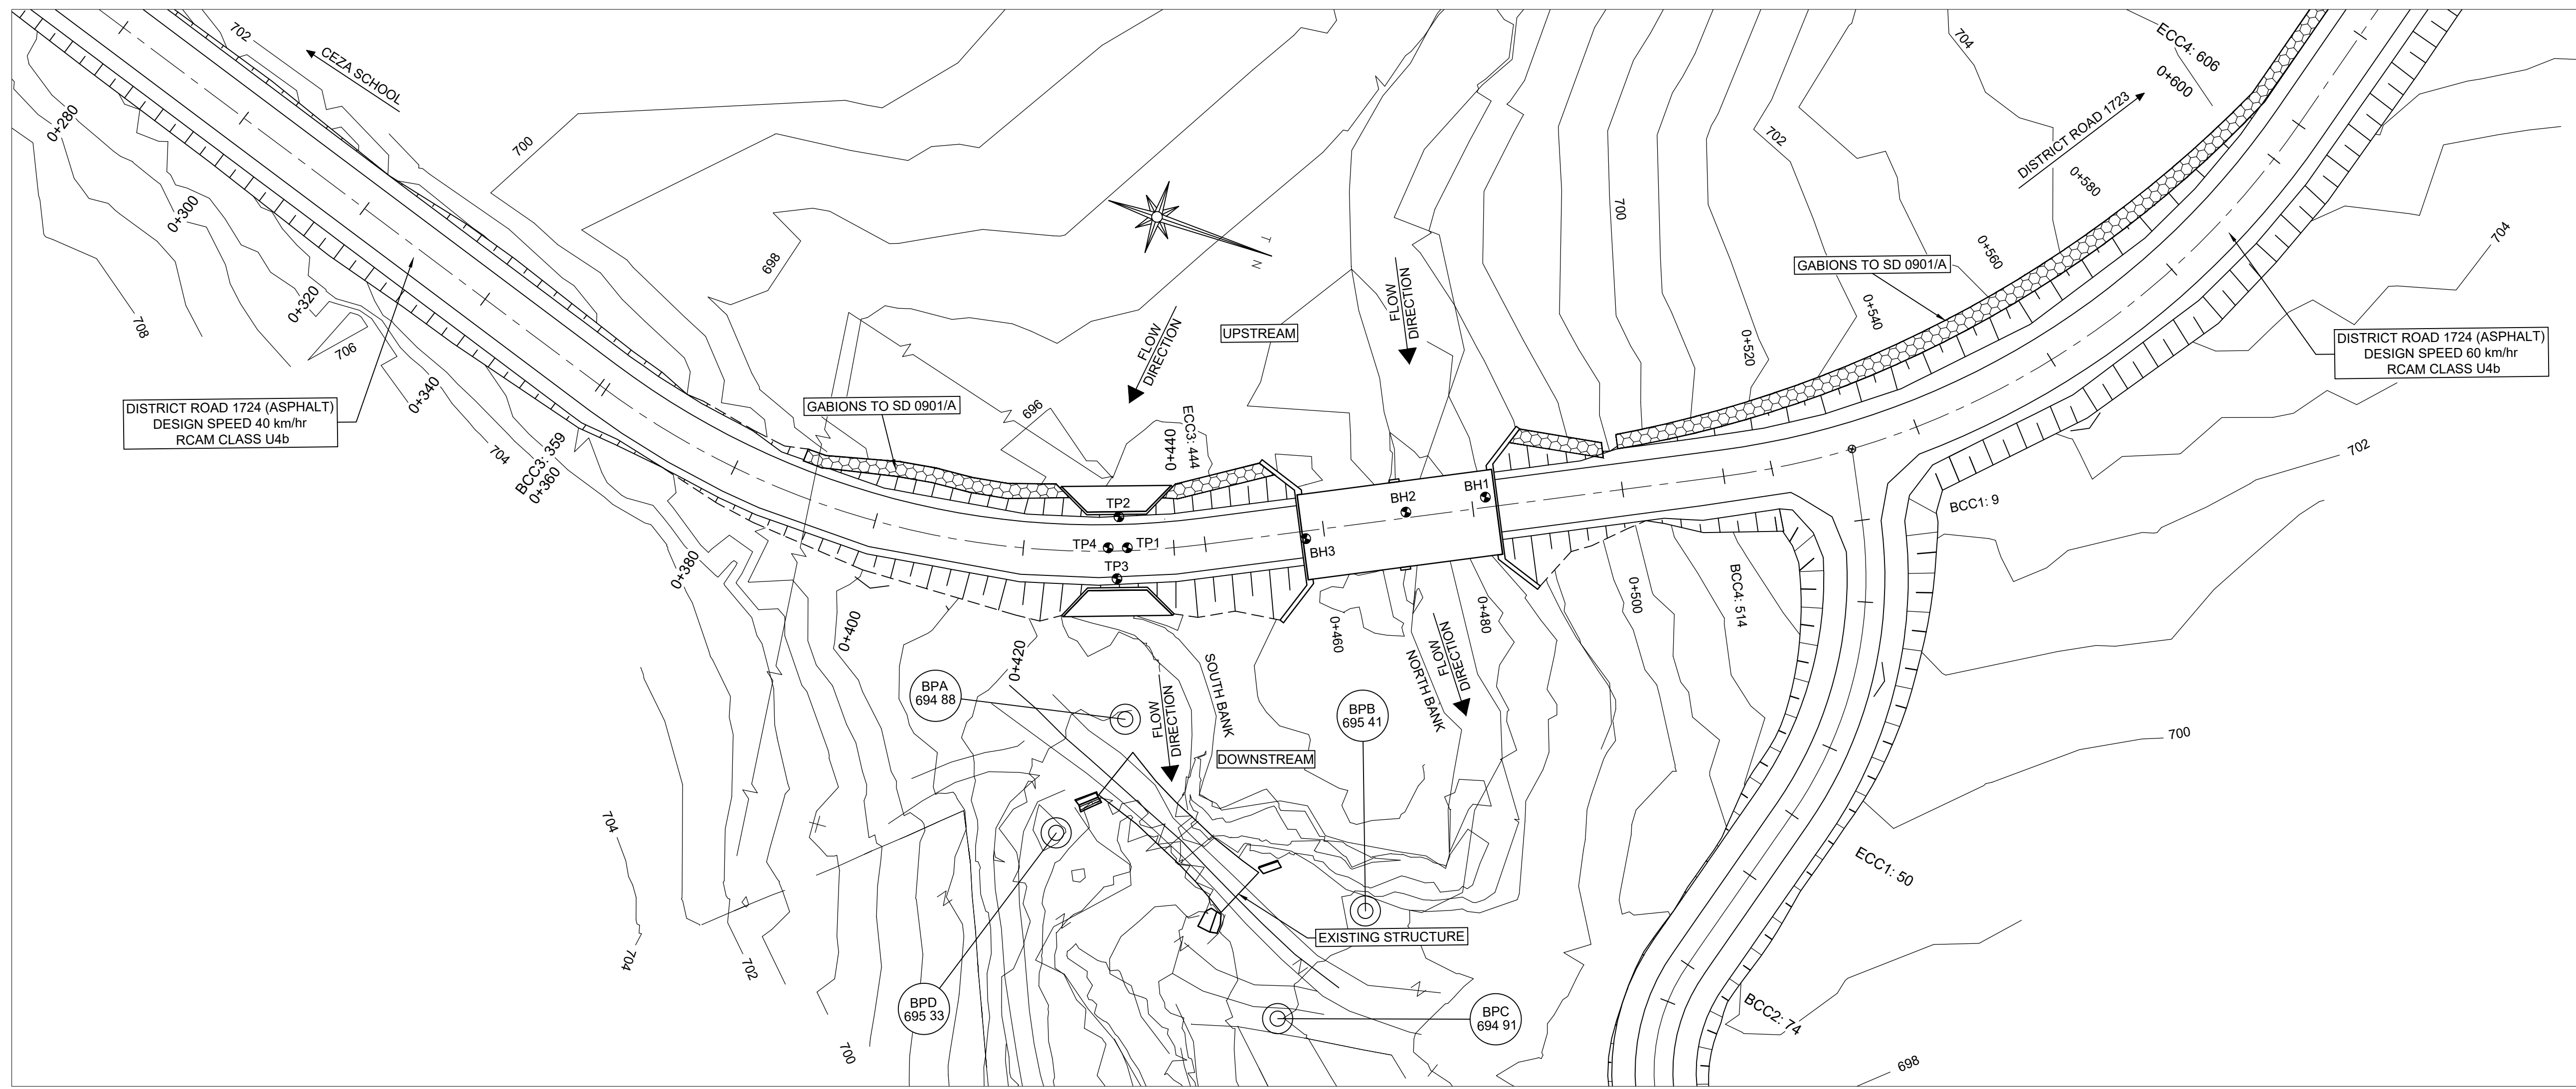 702
CEZA SCHOOL
0+280
700
704
ECC4: 606
0+600
DISTRICT ROAD 1723
702
0+580
0+300
698
700
704
0+320
708
706
T
N
FLOW
DIRECTION
UPSTREAM
FLOW
DIRECTION
GABIONS TO SD 0901/A
0+560
0+540
0+520
DISTRICT ROAD 1724 (ASPHALT)
DESIGN SPEED 60 km/hr
RCAM CLASS U4b
0+340
DISTRICT ROAD 1724 (ASPHALT)
DESIGN SPEED 40 km/hr
RCAM CLASS U4b
GABIONS TO SD 0901/A
696
ECC3: 444
0+440
704
BCC3: 359
0+360
702
TP2
BH2
BH1
BCC1: 9
TP4
TP1
BH3
TP3
0+380
0+400
0+420
0+460
0+480
0+500
BCC4: 514
SOUTH BANK
NORTH BANK
FLOW
DIRECTION
BPA
694 88
FLOW
DIRECTION
BPB
695 41
DOWNSTREAM
700
704
ECC1: 50
EXISTING STRUCTURE
704
702
BPD
695 33
BPC
694 91
BCC2: 74
700
698